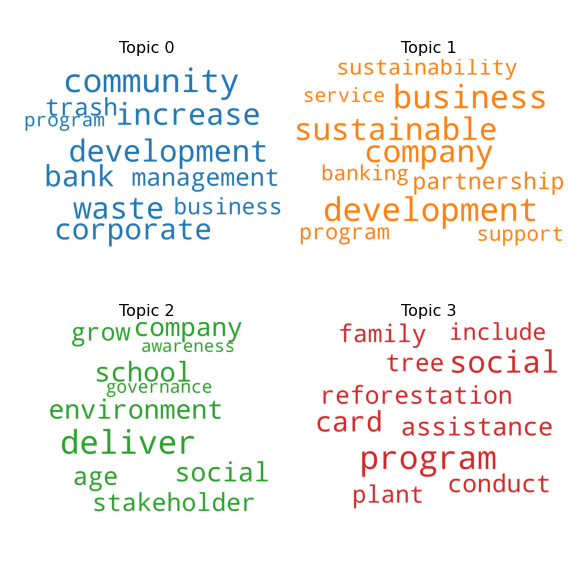 Topic 0
community
trash
program
increase
development
bank management
waste business
corporate
Topic 1
sustainability
service business
sustainable
company
banking
partnership
development
program
support
Topic 2
grow company
awareness
school
governance
environment
deliver
age social
stakeholder
Topic 3
family include
tree social
reforestation
card assistance
program
plant conduct